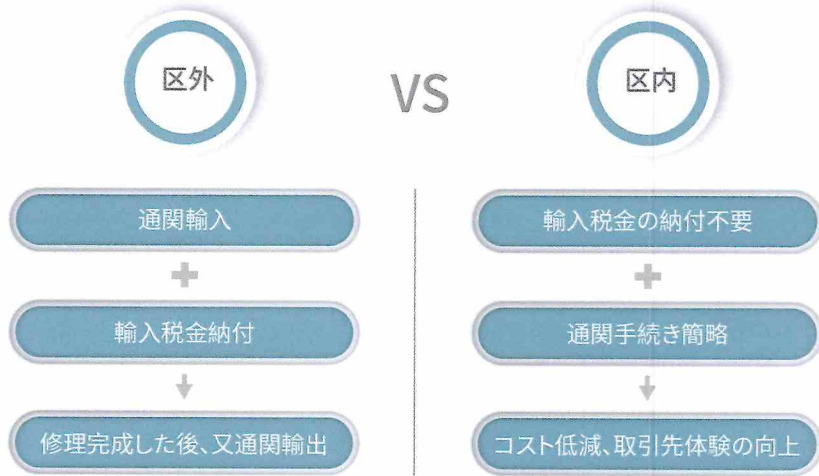 区外
VS
区内
通関輸入
輸入税金納付
修理完成した後、又通関輸出
輸入税金の納付不要
通関手続き簡略
コスト低減、取引先体験の向上